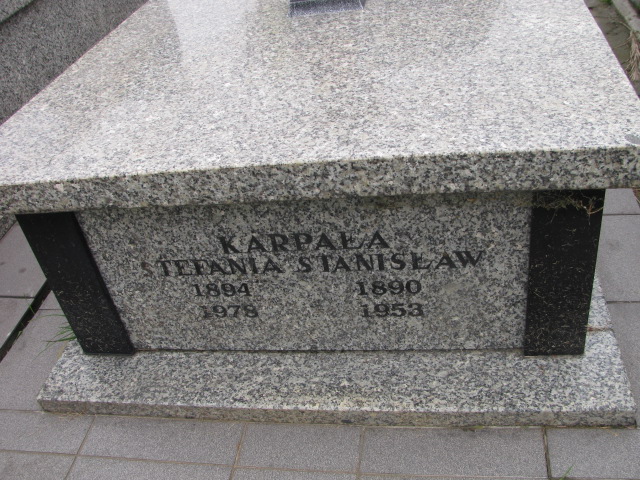 KARPAŁA
STEFANIA STANISŁAW
1894 1890
1978 1953